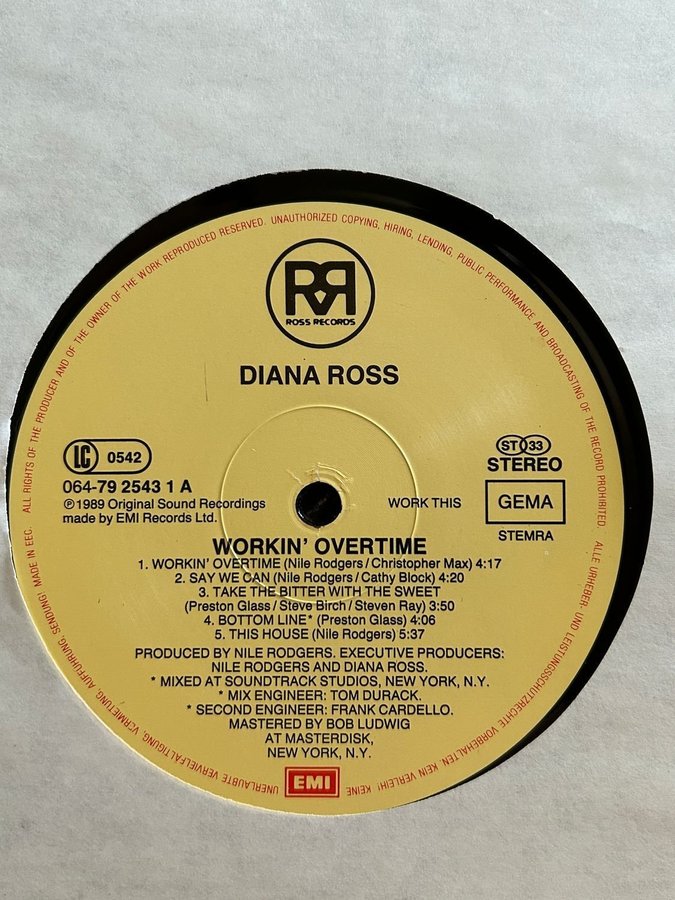 RR
ROSS RECORDS
DIANA ROSS
LC 0542
064-79 2543 1 A
℗1989 Original Sound Recordings
made by EMI Records Ltd.
ST 33
STEREO
WORK THIS
GEMA
STEMRA
WORKIN' OVERTIME
1. WORKIN' OVERTIME (Nile Rodgers/Christopher Max) 4:17
2. SAY WE CAN (Nile Rodgers/Cathy Block) 4:20
3. TAKE THE BITTER WITH THE SWEET
(Preston Glass/Steve Birch/Steven Ray) 3:50
4. BOTTOM LINE* (Preston Glass) 4:06
5. THIS HOUSE (Nile Rodgers) 5:37
PRODUCED BY NILE RODGERS. EXECUTIVE PRODUCERS:
NILE RODGERS AND DIANA ROSS.
* MIXED AT SOUNDTRACK STUDIOS, NEW YORK, N.Y.
* MIX ENGINEER: TOM DURACK.
* SECOND ENGINEER: FRANK CARDELLO.
MASTERED BY BOB LUDWIG
AT MASTERDISK,
NEW YORK, N.Y.
EMI
ALL RIGHTS OF THE PRODUCER AND OF THE OWNER OF THE WORK REPRODUCED RESERVED. UNAUTHORIZED COPYING, HIRING, LENDING, PUBLIC PERFORMANCE AND BROADCASTING OF THE RECORD PROHIBITED. ALLE URHEBER- UND LEISTUNGSSCHUTZRECHTE VORBEHALTEN. KEIN VERLEIH! KEINE UNERLAUBTE VERVIELFÄLTIGUNG, VERMIETUNG, AUFFÜHRUNG, SENDUNG! MADE IN EEC.